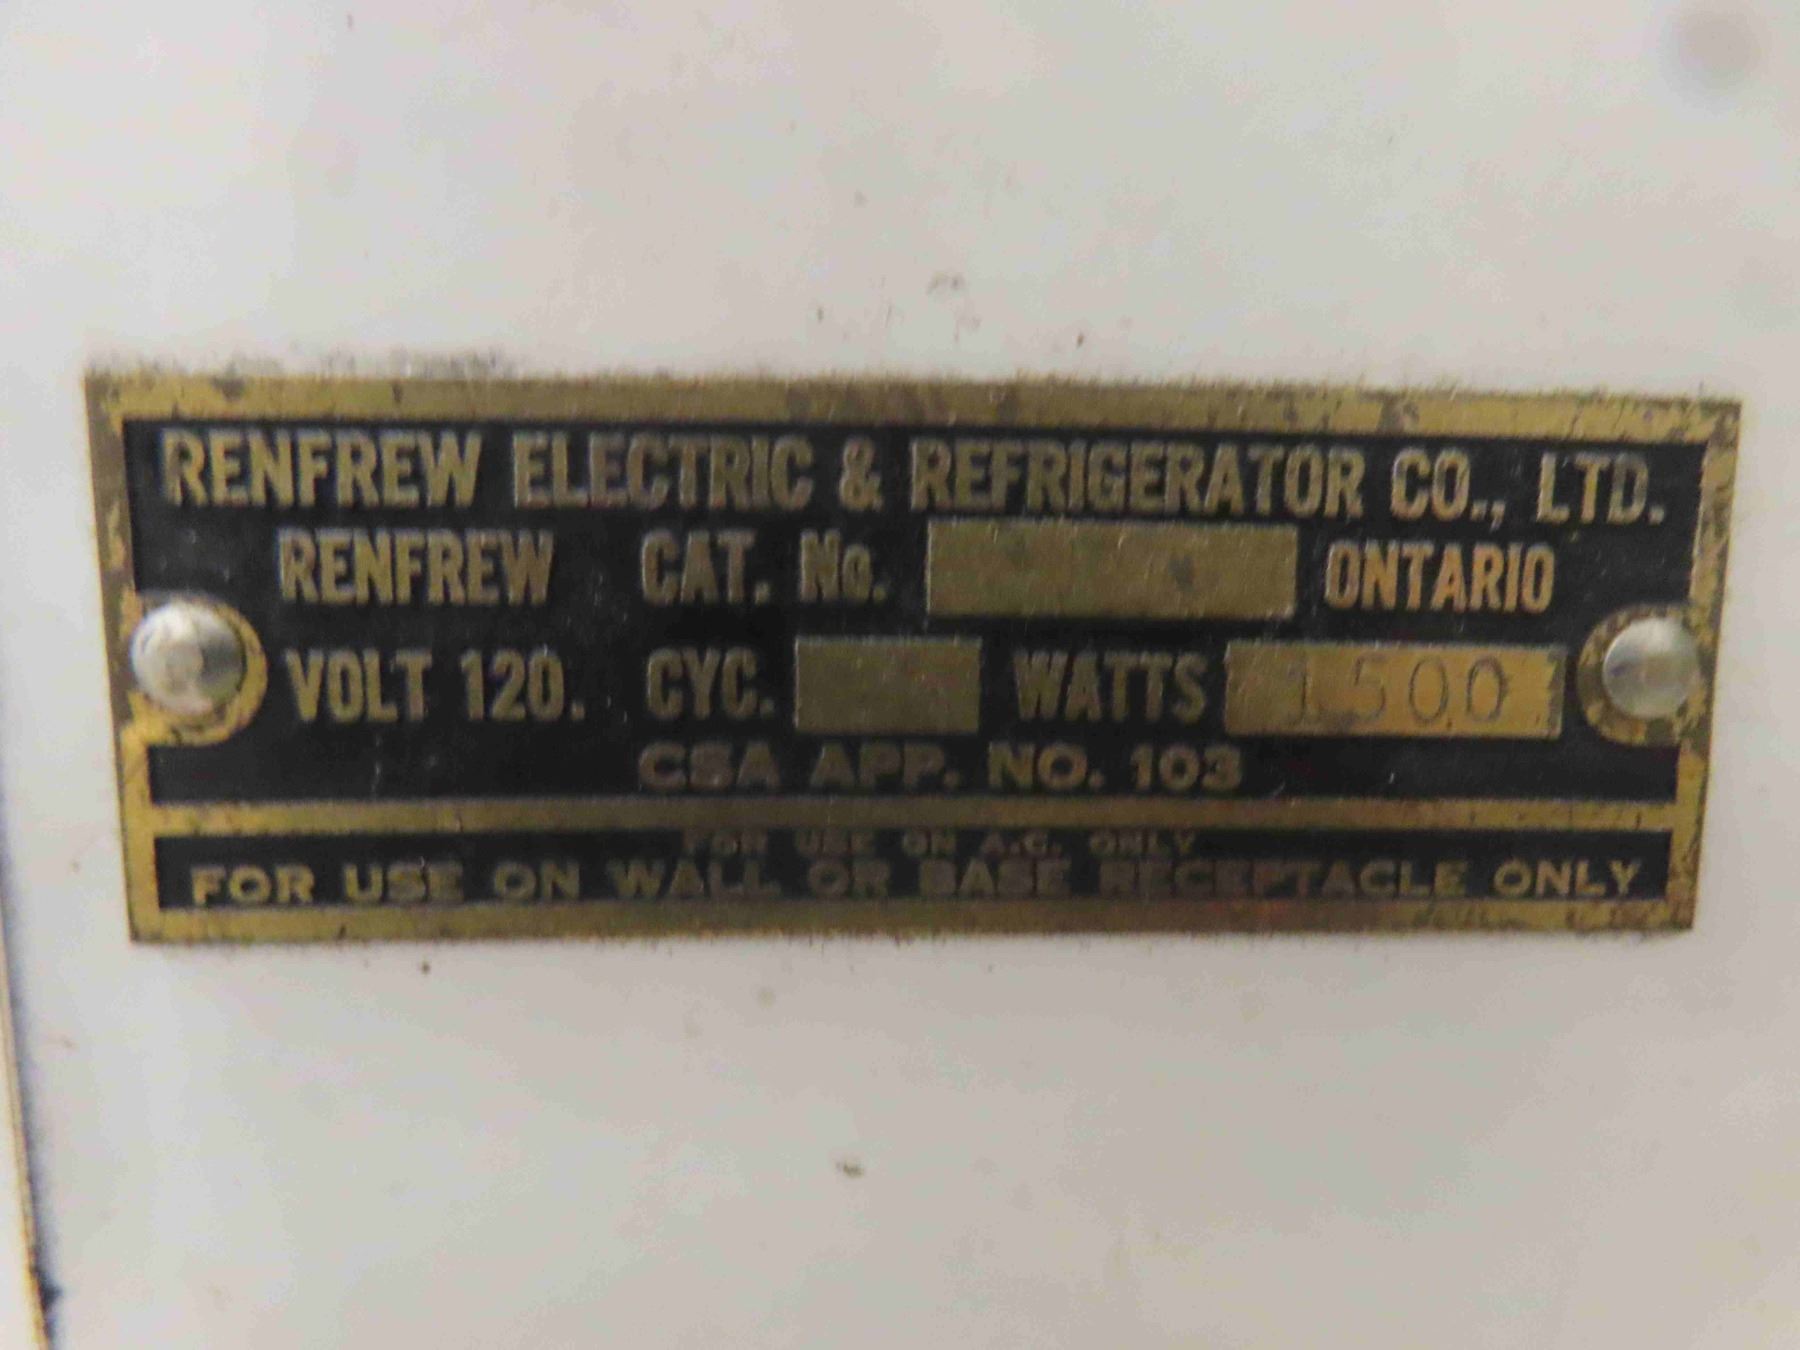 RENFREW ELECTRIC & REFRIGERATOR CO., LTD.
RENFREW CAT. No. ONTARIO
VOLT 120. CYC. WATTS 1500
CSA APP. NO. 103
FOR USE ON A.C. ONLY
FOR USE ON WALL OR BASE RECEPTACLE ONLY